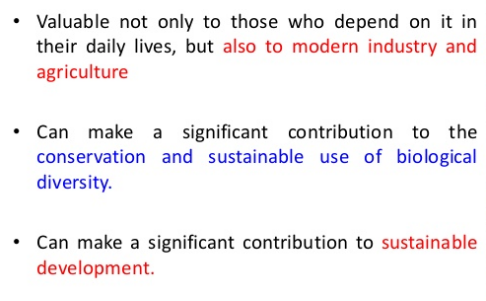 • Valuable not only to those who depend on it in
their daily lives, but also to modern industry and
agriculture
• Can make a significant contribution to the
conservation and sustainable use of biological
diversity.
• Can make a significant contribution to sustainable
development.